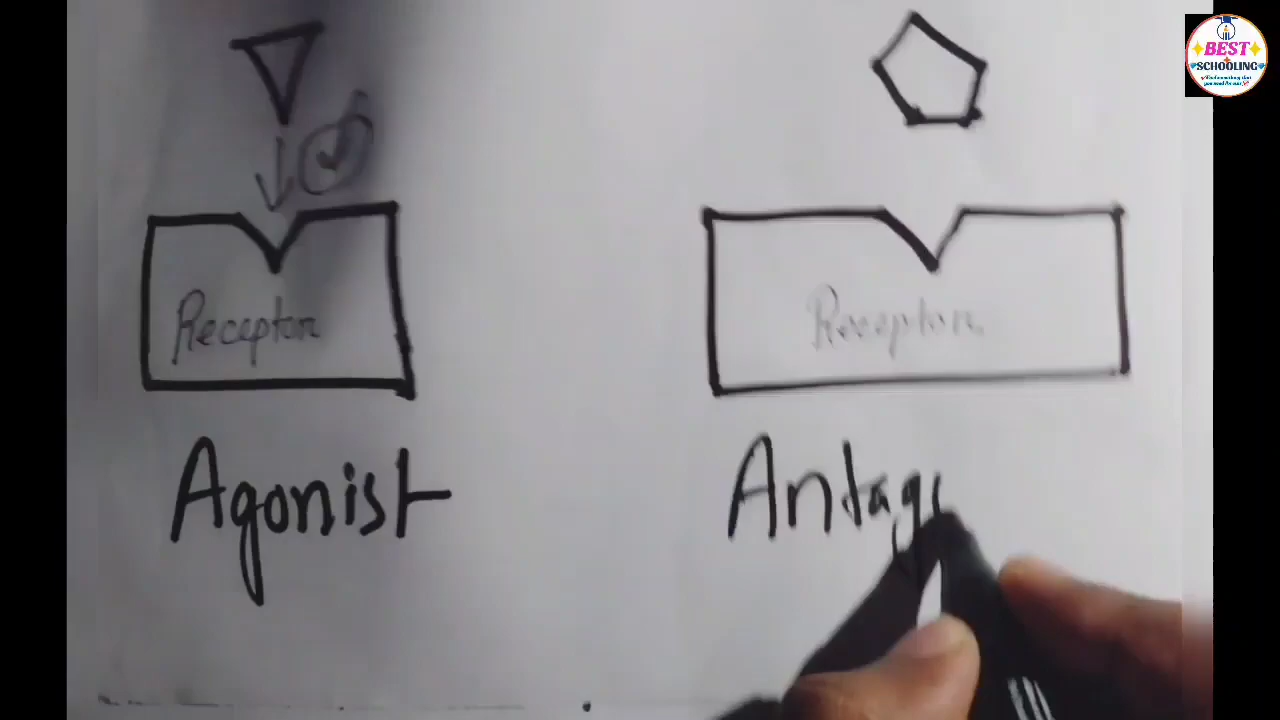 BEST
SCHOOLING
Receptor
Receptor
Agonist
Antag